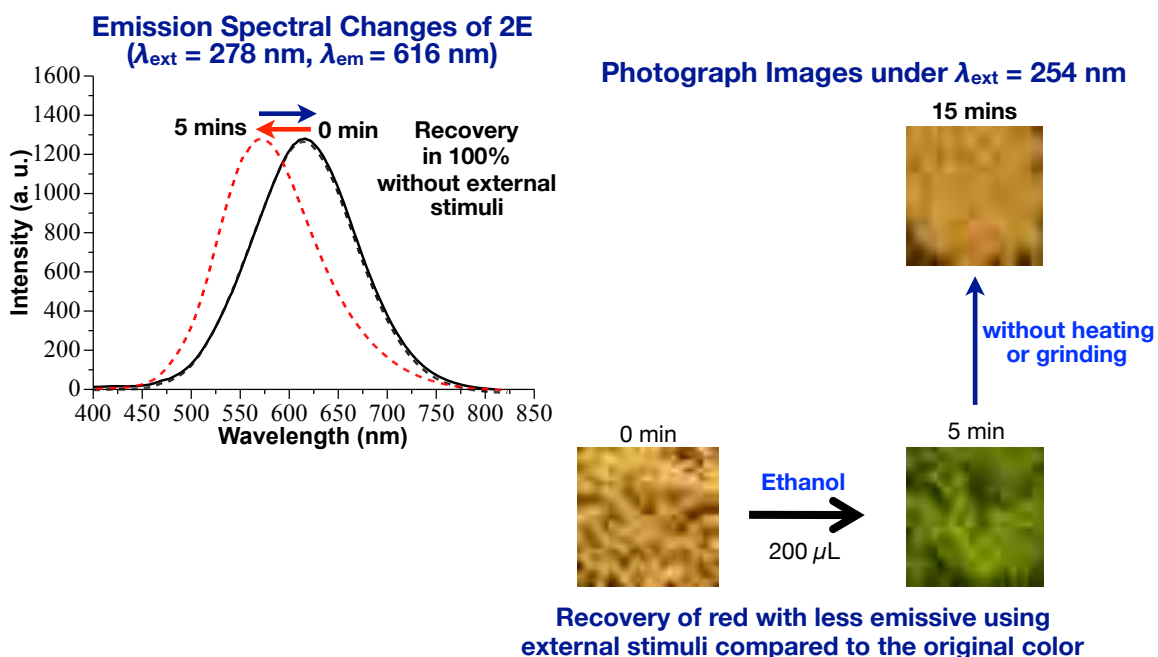 Emission Spectral Changes of 2E
(λext = 278 nm, λem = 616 nm)
1600
1400
1200
1000
800
600
400
200
0
Intensity (a. u.)
5 mins
0 min
Recovery
in 100%
without external
stimuli
400 450 500 550 600 650 700 750 800 850
Wavelength (nm)
Photograph Images under λext = 254 nm
15 mins
without heating
or grinding
0 min
5 min
Ethanol
200 µL
Recovery of red with less emissive using
external stimuli compared to the original color